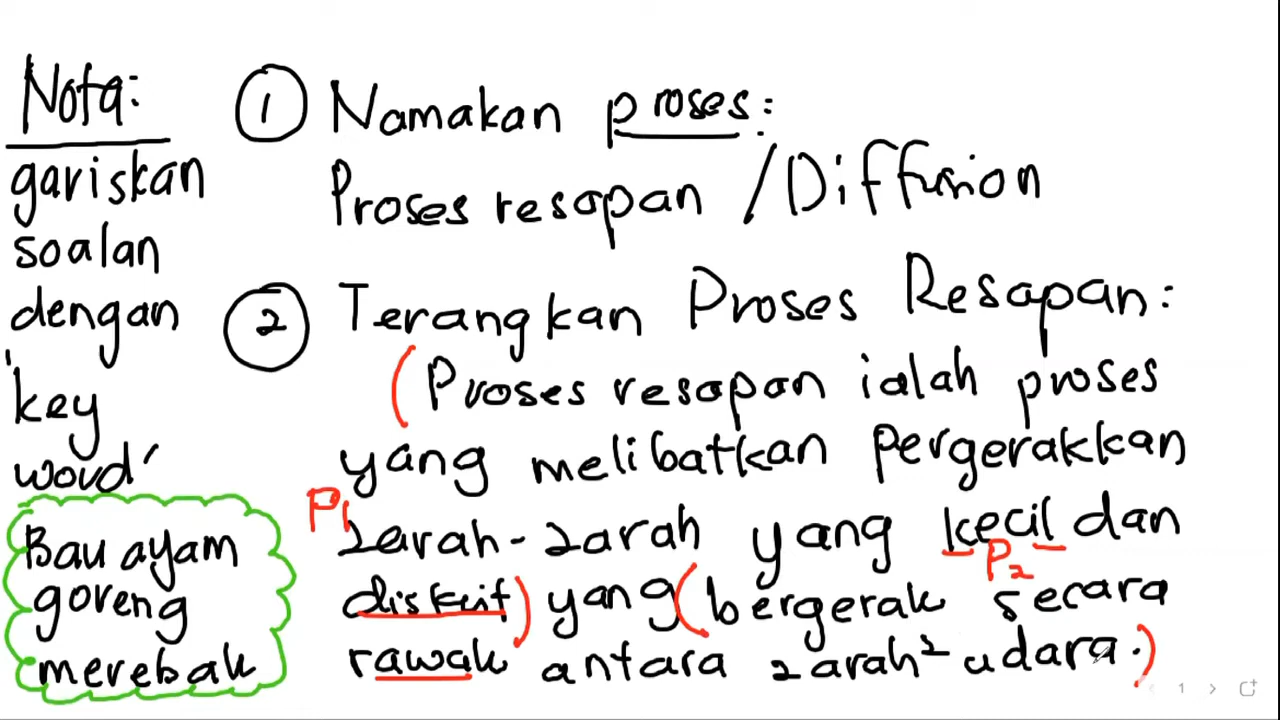 Nota:
gariskan
soalan
dengan
'key
word'
Bau ayam
goreng
merebak
1 Namakan proses:
Proses resapan / Diffusion
2 Terangkan Proses Resapan:
(Proses resapan ialah proses
yang melibatkan pergerakkan
P1 zarah-zarah yang kecil dan
diskrit) yang (P2 bergerak secara
rawak antara zarah² udara.)
1